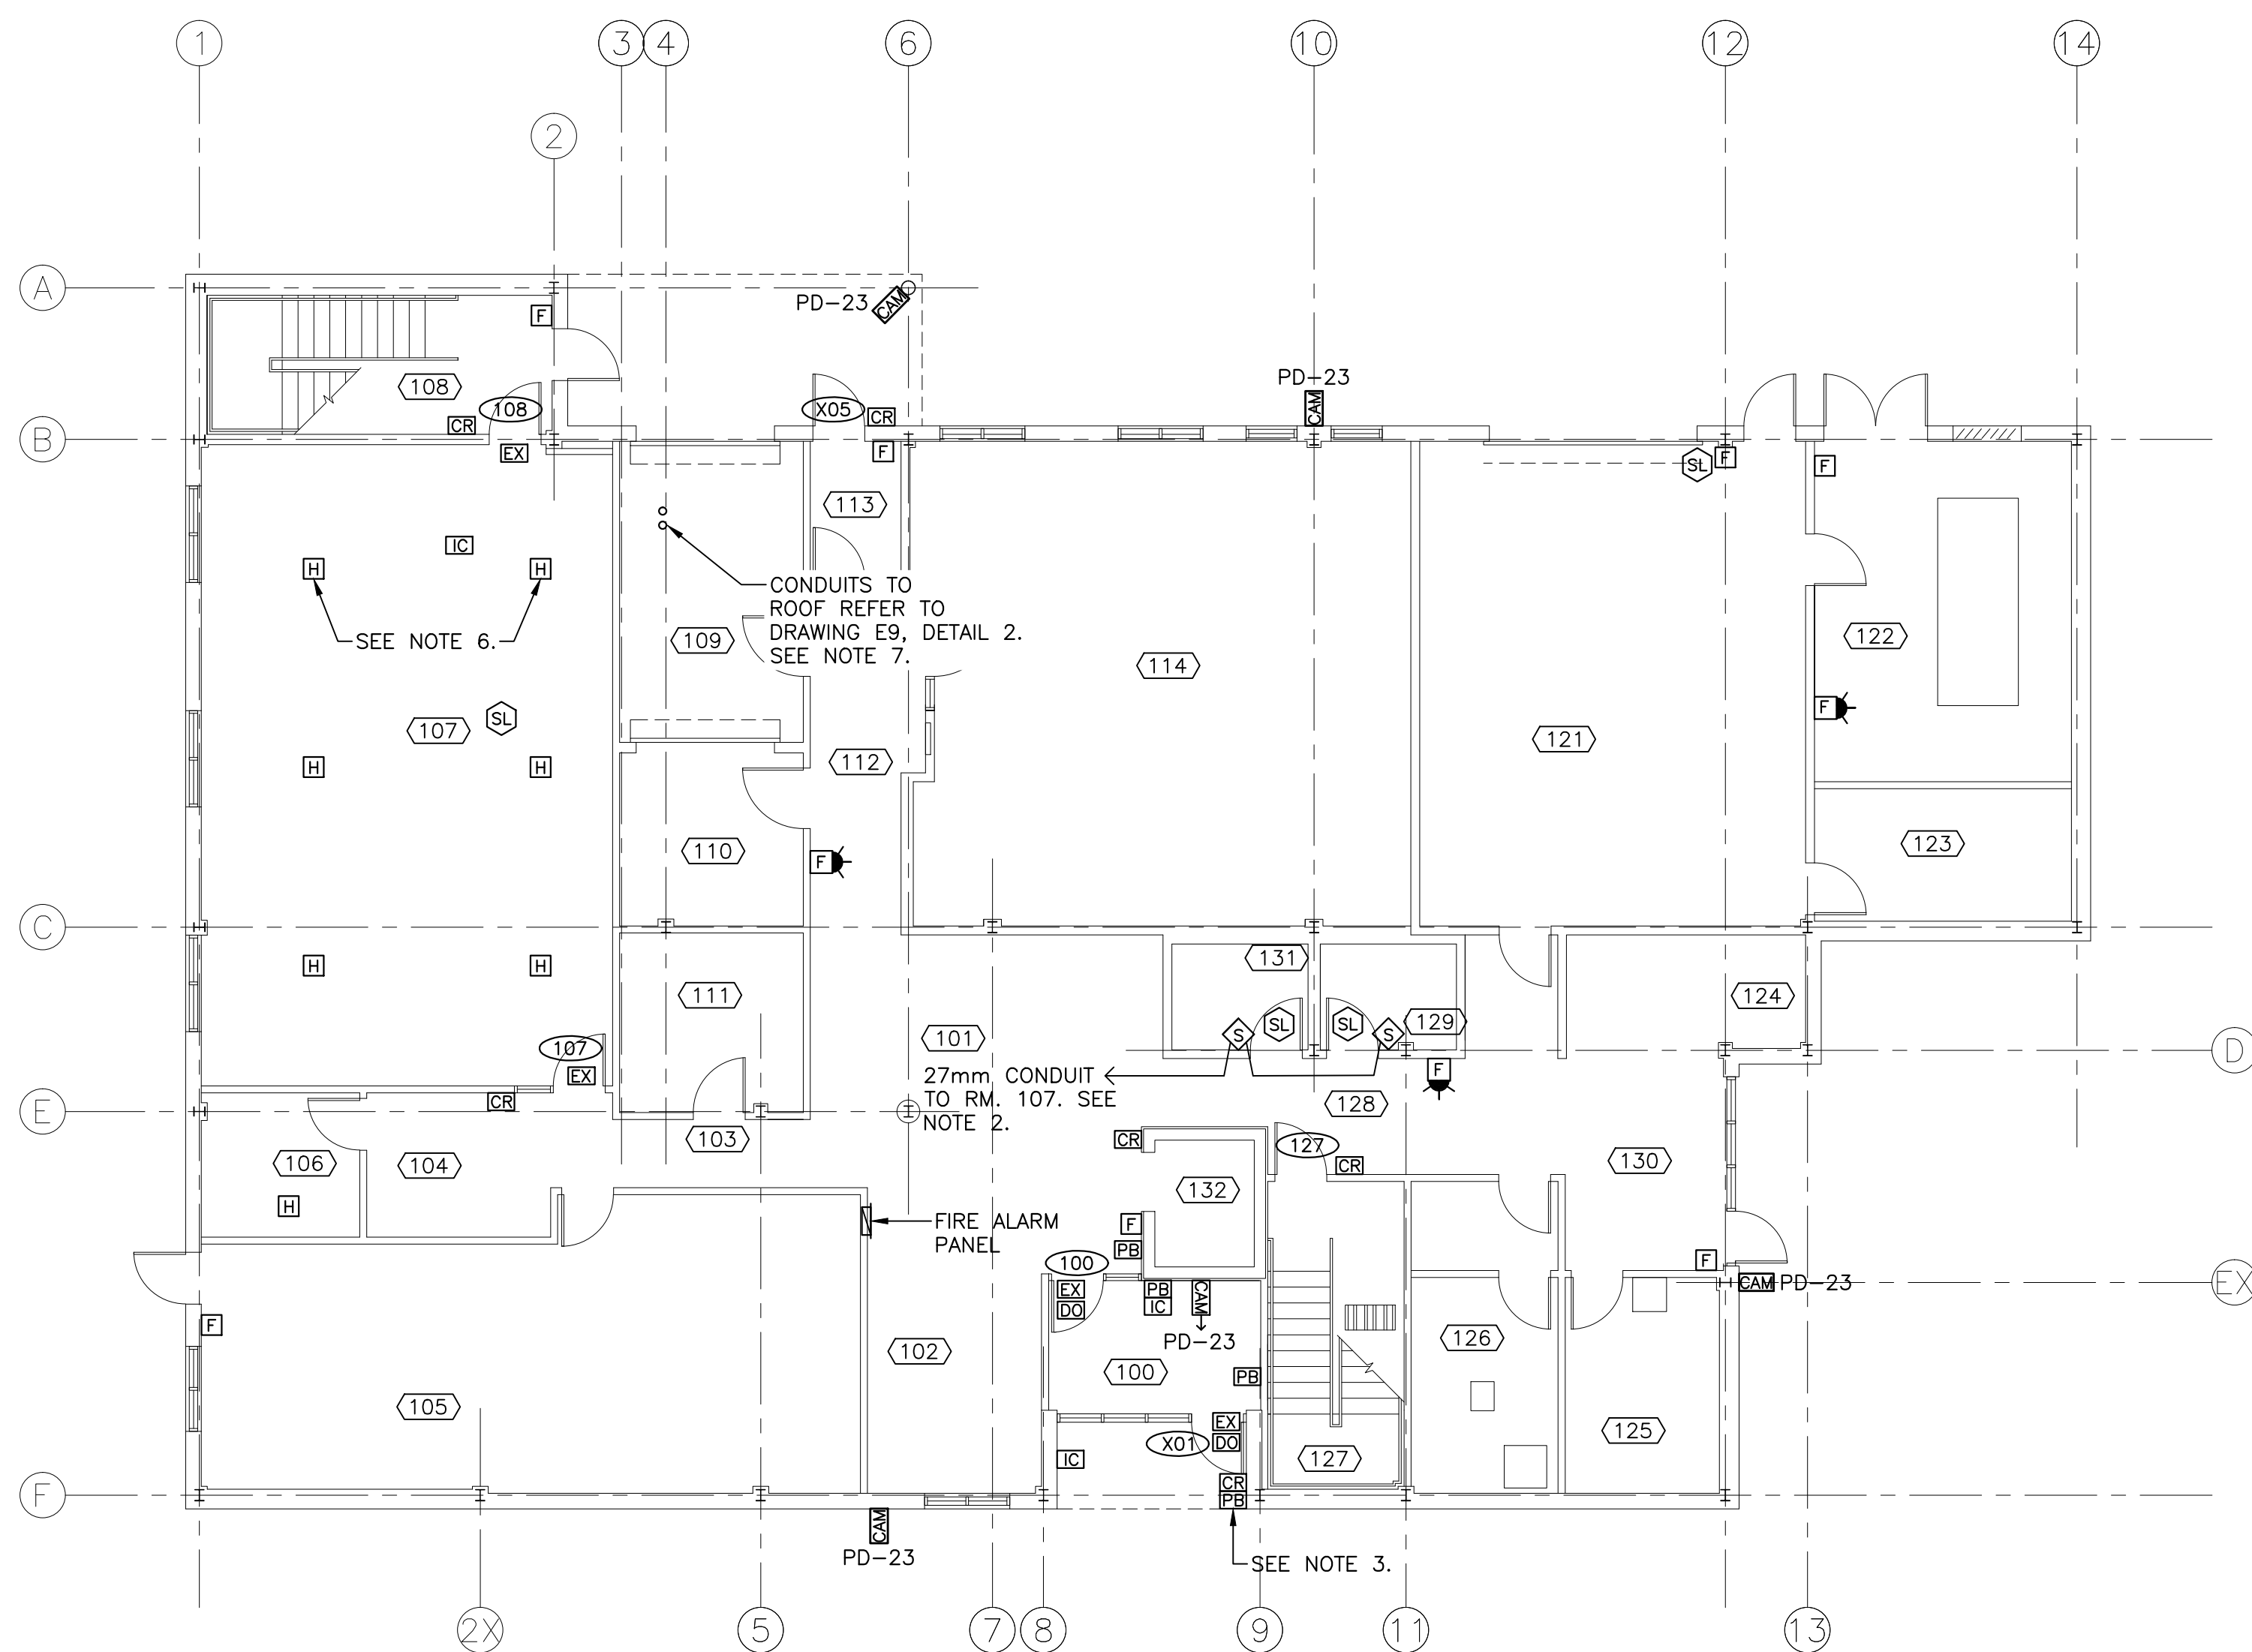 1
3
4
6
10
12
14
2
A
PD-23
CAM
F
PD-23
CAM
108
108
X05
CR
CR
B
EX
F
SL
F
F
113
IC
H
H
CONDUITS TO
ROOF REFER TO
DRAWING E9, DETAIL 2.
SEE NOTE 7.
SEE NOTE 6.
109
114
122
107
SL
F
121
H
H
112
110
F
123
C
H
H
111
131
124
101
S
SL
SL
S
129
D
107
EX
27mm CONDUIT
TO RM. 107. SEE
NOTE 2.
F
CR
128
E
103
CR
127
CR
106
104
130
132
H
FIRE ALARM
PANEL
F
PB
100
F
EX
DO
PB
IC
CAM
PD-23
CAM
PD-23
EX
F
126
102
100
PB
105
EX
DO
X01
125
IC
127
CR
PB
F
CAM
PD-23
SEE NOTE 3.
2X
5
7
8
9
11
13